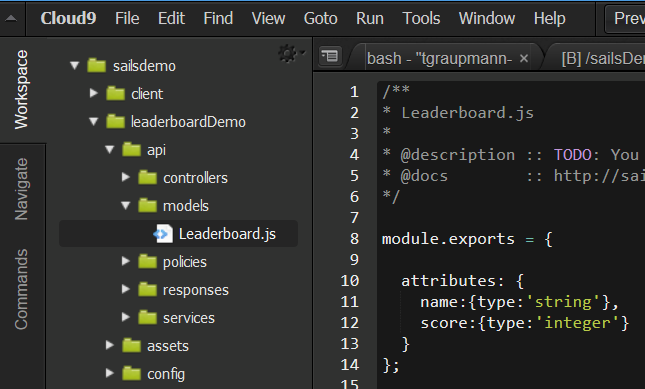 Cloud9 File Edit Find View Goto Run Tools Window Help
Workspace
Navigate
Commands
sailsdemo
client
leaderboardDemo
api
controllers
models
Leaderboard.js
policies
responses
services
assets
config
bash - "tgraupmann- × [B] /sailsDe
1 /**
2 * Leaderboard.js
3 *
4 * @description :: TODO: You
5 * @docs        :: http://sai
6 */
7
8 module.exports = {
9
10   attributes: {
11     name:{type:'string'},
12     score:{type:'integer'}
13   }
14 };
15